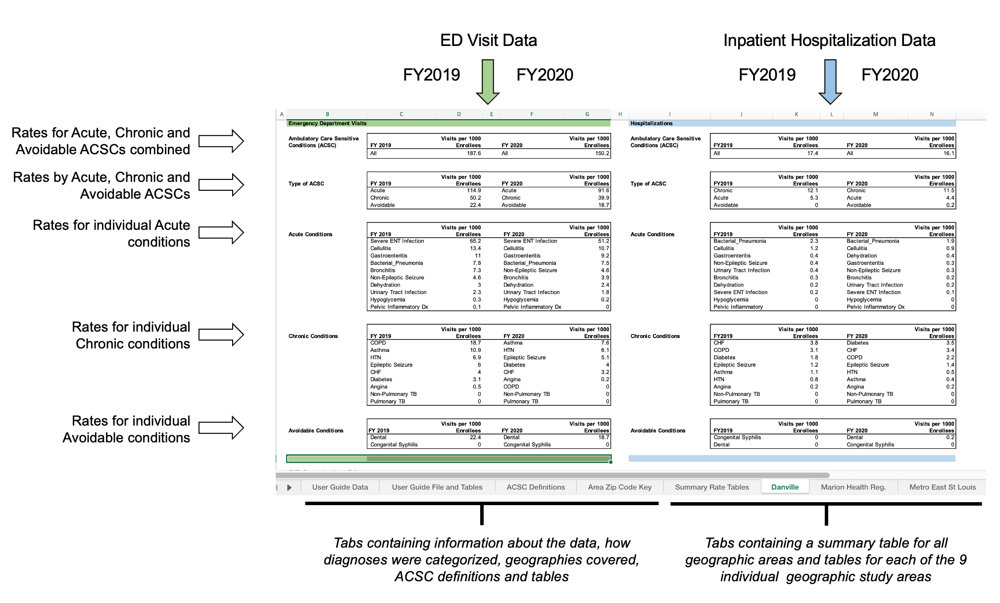 ED Visit Data
Inpatient Hospitalization Data
FY2019
FY2020
FY2019
FY2020
A B C D E F G H I J K L M N
Emergency Department Visits
Hospitalizations
Rates for Acute, Chronic and
Avoidable ACSCs combined
Ambulatory Care Sensitive
Conditions (ACSC)
Visits per 1000 Visits per 1000
FY 2019 Enrollees FY 2020 Enrollees
All 187.6 All 150.2
Ambulatory Care Sensitive
Conditions (ACSC)
Visits per 1000 Visits per 1000
FY2019 Enrollees FY 2020 Enrollees
All 17.4 All 16.1
Rates by Acute, Chronic and
Avoidable ACSCs
Type of ACSC
Visits per 1000 Visits per 1000
FY 2019 Enrollees FY 2020 Enrollees
Acute 114.9 Acute 91.6
Chronic 50.2 Chronic 39.9
Avoidable 22.4 Avoidable 18.7
Type of ACSC
Visits per 1000 Visits per 1000
FY2019 Enrollees FY 2020 Enrollees
Chronic 12.1 Chronic 11.5
Acute 5.3 Acute 4.4
Avoidable 0 Avoidable 0.2
Rates for individual Acute
conditions
Acute Conditions
Visits per 1000 Visits per 1000
FY 2019 Enrollees FY 2020 Enrollees
Severe ENT Infection 65.2 Severe ENT Infection 51.2
Cellulitis 13.4 Cellulitis 10.7
Gastroenteritis 11 Gastroenteritis 9.2
Bacterial_Pneumonia 7.8 Bacterial_Pneumonia 7.5
Bronchitis 7.3 Non-Epileptic Seizure 4.6
Non-Epileptic Seizure 4.6 Bronchitis 3.9
Dehydration 3 Dehydration 2.4
Urinary Tract Infection 2.3 Urinary Tract Infection 1.8
Hypoglycemia 0.3 Hypoglycemia 0.2
Pelvic Inflammatory Dx 0.1 Pelvic Inflammatory Dx 0
Acute Conditions
Visits per 1000 Visits per 1000
FY2019 Enrollees FY 2020 Enrollees
Bacterial_Pneumonia 2.3 Bacterial_Pneumonia 1.9
Cellulitis 1.2 Cellulitis 0.9
Gastroenteritis 0.4 Dehydration 0.4
Non-Epileptic Seizure 0.4 Gastroenteritis 0.3
Urinary Tract Infection 0.4 Non-Epileptic Seizure 0.3
Bronchitis 0.3 Bronchitis 0.2
Dehydration 0.2 Urinary Tract Infection 0.2
Severe ENT Infection 0.2 Severe ENT Infection 0.1
Hypoglycemia 0 Hypoglycemia 0
Pelvic Inflammatory 0 Pelvic Inflammatory Dx 0
Rates for individual
Chronic conditions
Chronic Conditions
Visits per 1000 Visits per 1000
FY 2019 Enrollees FY 2020 Enrollees
COPD 18.7 Asthma 7.6
Asthma 10.9 HTN 6.1
HTN 6.9 Epileptic Seizure 5.1
Epileptic Seizure 6 Diabetes 4
CHF 4 CHF 3.2
Diabetes 3.1 Angina 0.2
Angina 0.5 COPD 0
Non-Pulmonary TB 0 Non-Pulmonary TB 0
Pulmonary TB 0 Pulmonary TB 0
Chronic Conditions
Visits per 1000 Visits per 1000
FY2019 Enrollees FY 2020 Enrollees
CHF 3.8 Diabetes 3.5
COPD 3.1 CHF 3.4
Diabetes 1.8 COPD 2.2
Epileptic Seizure 1.2 Epileptic Seizure 1.4
Asthma 1.1 HTN 0.5
HTN 0.8 Asthma 0.4
Angina 0.2 Angina 0.2
Non-Pulmonary TB 0 Non-Pulmonary TB 0
Pulmonary TB 0 Pulmonary TB 0
Rates for individual
Avoidable conditions
Avoidable Conditions
Visits per 1000 Visits per 1000
FY 2019 Enrollees FY 2020 Enrollees
Dental 22.4 Dental 18.7
Congenital Syphilis 0 Congenital Syphilis 0
Avoidable Conditions
Visits per 1000 Visits per 1000
FY2019 Enrollees FY 2020 Enrollees
Congenital Syphilis 0 Dental 0.2
Dental 0 Congenital Syphilis 0
User Guide Data User Guide File and Tables ACSC Definitions Area Zip Code Key Summary Rate Tables Danville Marion Health Reg. Metro East St Louis
Tabs containing information about the data, how
diagnoses were categorized, geographies covered,
ACSC definitions and tables
Tabs containing a summary table for all
geographic areas and tables for each of the 9
individual geographic study areas